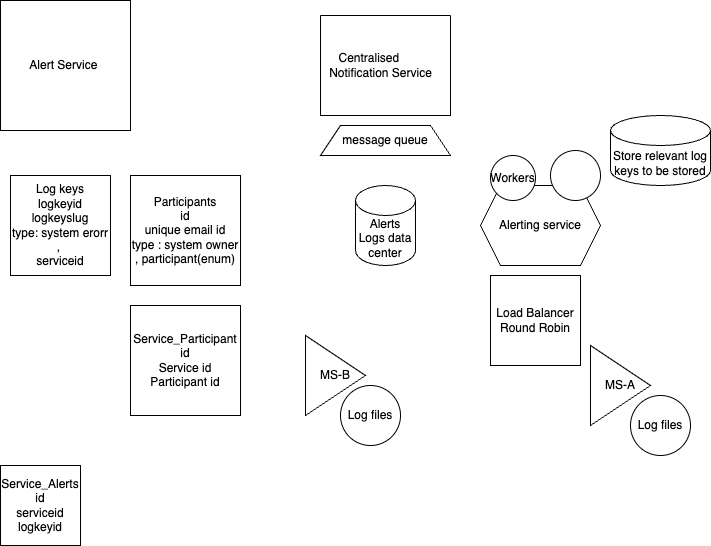 Alert Service
Centralised
Notification Service
message queue
Store relevant log
keys to be stored
Workers
Log keys
logkeyid
logkeyslug
type: system erorr
,
serviceid
Participants
id
unique email id
type : system owner
, participant(enum)
Alerts
Logs data
center
Alerting service
Load Balancer
Round Robin
Service_Participant
id
Service id
Participant id
MS-B
Log files
MS-A
Log files
Service_Alerts
id
serviceid
logkeyid